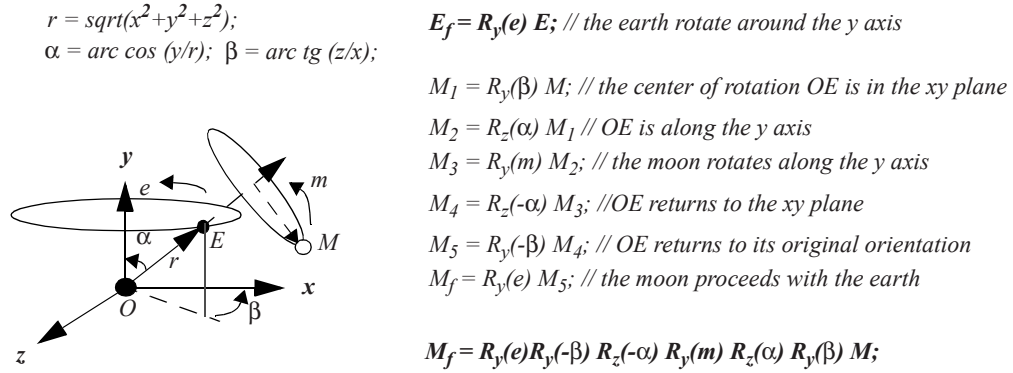 r = sqrt(x²+y²+z²);
α = arc cos (y/r); β = arc tg (z/x);
E_f = R_y(e) E; // the earth rotate around the y axis
M_1 = R_y(β) M; // the center of rotation OE is in the xy plane
M_2 = R_z(α) M_1 // OE is along the y axis
M_3 = R_y(m) M_2; // the moon rotates along the y axis
M_4 = R_z(-α) M_3; //OE returns to the xy plane
M_5 = R_y(-β) M_4; // OE returns to its original orientation
M_f = R_y(e) M_5; // the moon proceeds with the earth
M_f = R_y(e)R_y(-β) R_z(-α) R_y(m) R_z(α) R_y(β) M;
y
e
m
α
E
M
r
O
x
β
z